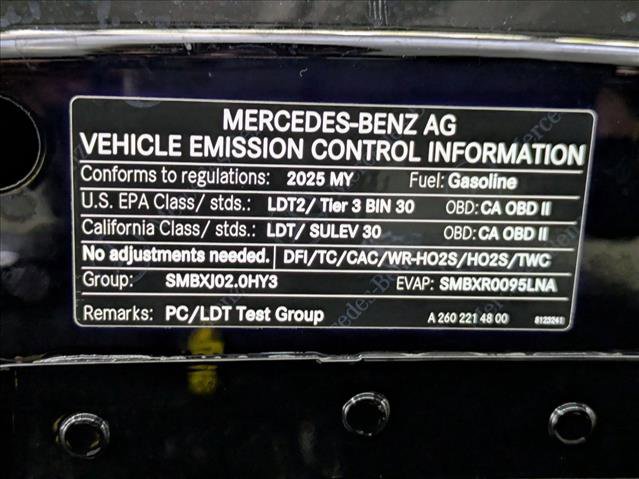 MERCEDES-BENZ AG
VEHICLE EMISSION CONTROL INFORMATION
Conforms to regulations: 2025 MY Fuel: Gasoline
U.S. EPA Class/ stds.: LDT2/ Tier 3 BIN 30 OBD: CA OBD II
California Class/ stds.: LDT/ SULEV 30 OBD: CA OBD II
No adjustments needed. DFI/TC/CAC/WR-HO2S/HO2S/TWC
Group: SMBXJ02.0HY3 EVAP: SMBXR0095LNA
Remarks: PC/LDT Test Group A 260 221 48 00 8123241